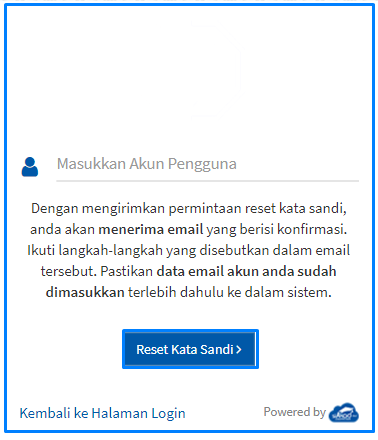 Masukkan Akun Pengguna
Dengan mengirimkan permintaan reset kata sandi,
anda akan menerima email yang berisi konfirmasi.
Ikuti langkah-langkah yang disebutkan dalam email
tersebut. Pastikan data email akun anda sudah
dimasukkan terlebih dahulu ke dalam sistem.
Reset Kata Sandi >
Kembali ke Halaman Login
Powered by